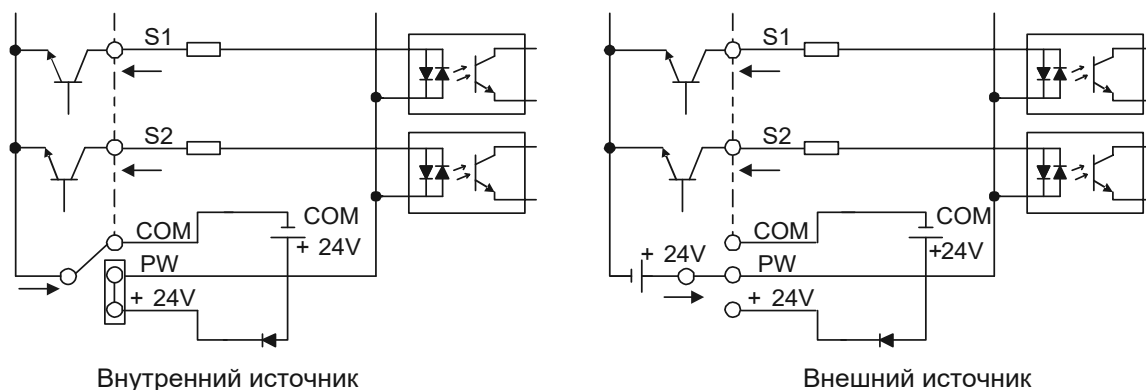 S1
S2
COM
COM
+ 24V
PW
+ 24V
Внутренний источник
S1
S2
COM
COM
+24V
+ 24V
PW
+ 24V
Внешний источник